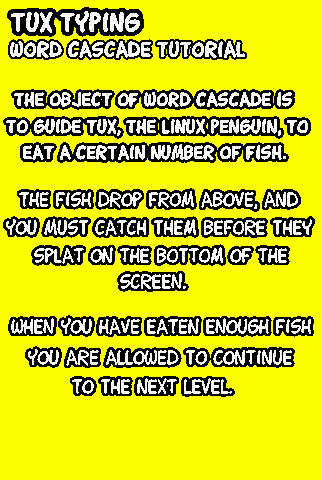 TUX TYPING
WORD CASCADE TUTORIAL
THE OBJECT OF WORD CASCADE IS
TO GUIDE TUX, THE LINUX PENGUIN, TO
EAT A CERTAIN NUMBER OF FISH.
THE FISH DROP FROM ABOVE, AND
YOU MUST CATCH THEM BEFORE THEY
SPLAT ON THE BOTTOM OF THE
SCREEN.
WHEN YOU HAVE EATEN ENOUGH FISH
YOU ARE ALLOWED TO CONTINUE
TO THE NEXT LEVEL.